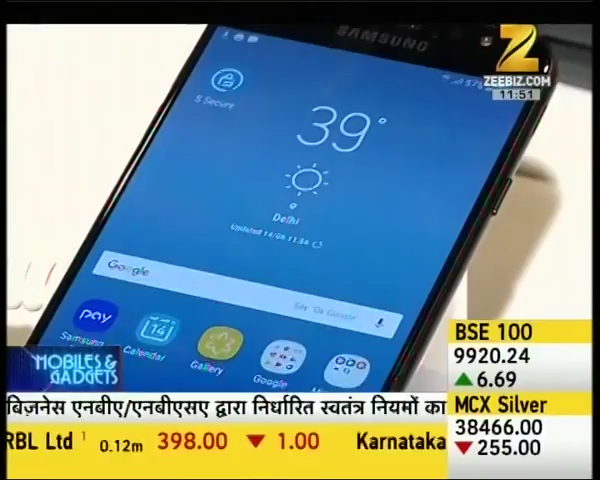 SAMSUNG
Z
ZEEBIZ.COM
11:51
57%
S Secure
39°
Delhi
Google
Say "Ok Google"
pay
14
Samsung
Calendar
Gallery
Google
MOBILES &
GADGETS
BSE 100
9920.24
▲ 6.69
MCX Silver
38466.00
▼ 255.00
बिज़नेस एनबीए/एनबीएसए द्वारा निर्धारित स्वतंत्र नियमों का
RBL Ltd 0.12m 398.00 ▼ 1.00 Karnataka